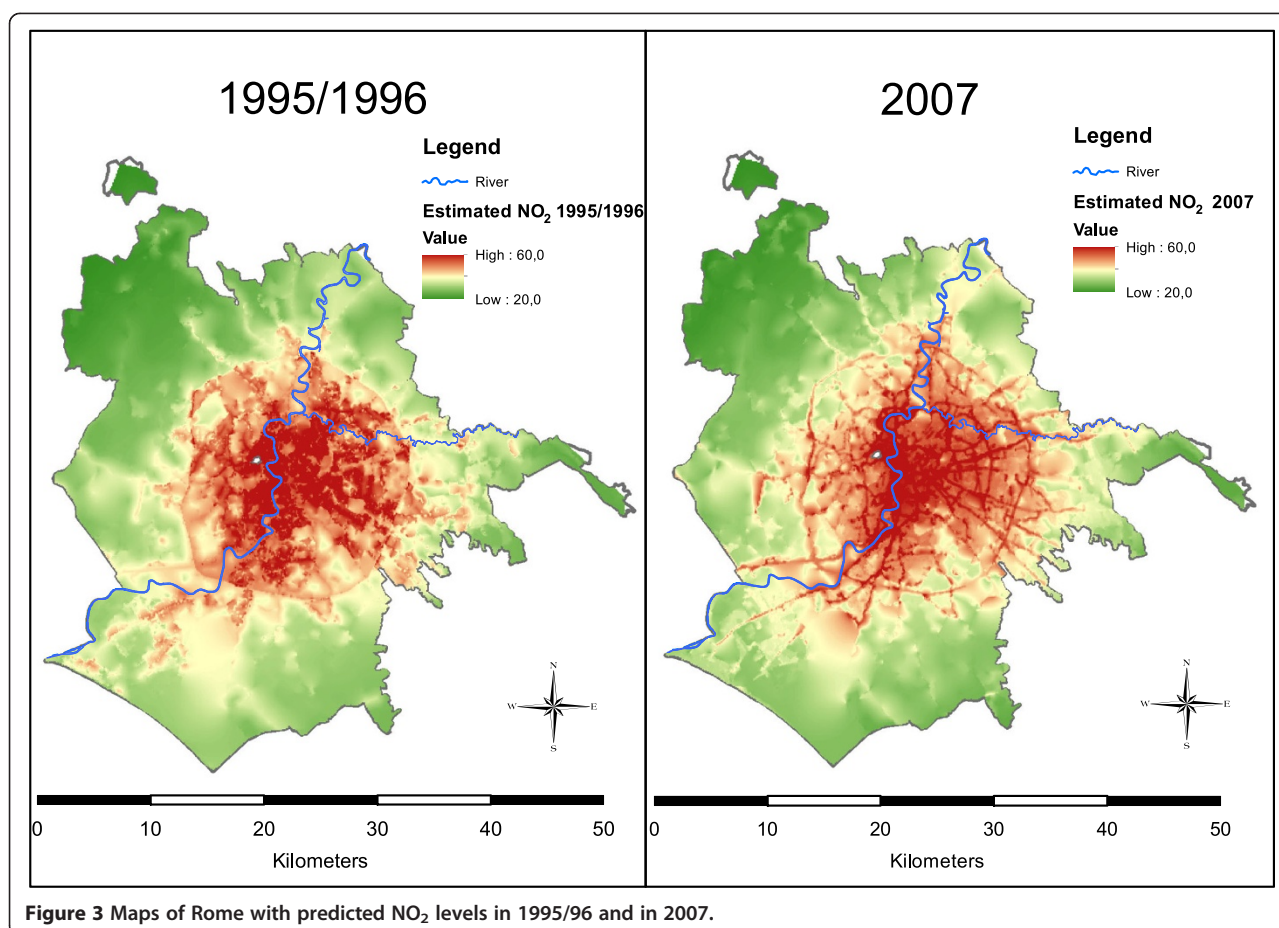 1995/1996
Legend
River
Estimated NO2 1995/1996
Value
High : 60,0
Low : 20,0
N
W E
S
0 10 20 30 40 50
Kilometers
2007
Legend
River
Estimated NO2 2007
Value
High : 60,0
Low : 20,0
N
W E
S
0 10 20 30 40 50
Kilometers
Figure 3 Maps of Rome with predicted NO2 levels in 1995/96 and in 2007.